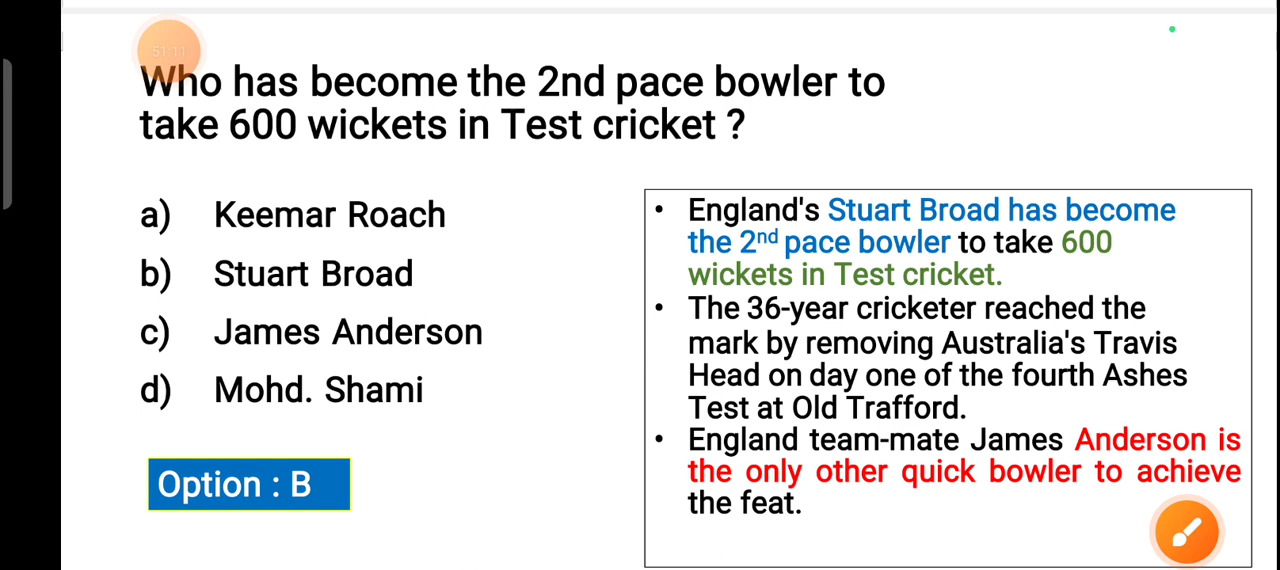 51:11
Who has become the 2nd pace bowler to
take 600 wickets in Test cricket ?
a) Keemar Roach
b) Stuart Broad
c) James Anderson
d) Mohd. Shami
Option : B
• England's Stuart Broad has become
the 2nd pace bowler to take 600
wickets in Test cricket.
• The 36-year cricketer reached the
mark by removing Australia's Travis
Head on day one of the fourth Ashes
Test at Old Trafford.
• England team-mate James Anderson is
the only other quick bowler to achieve
the feat.